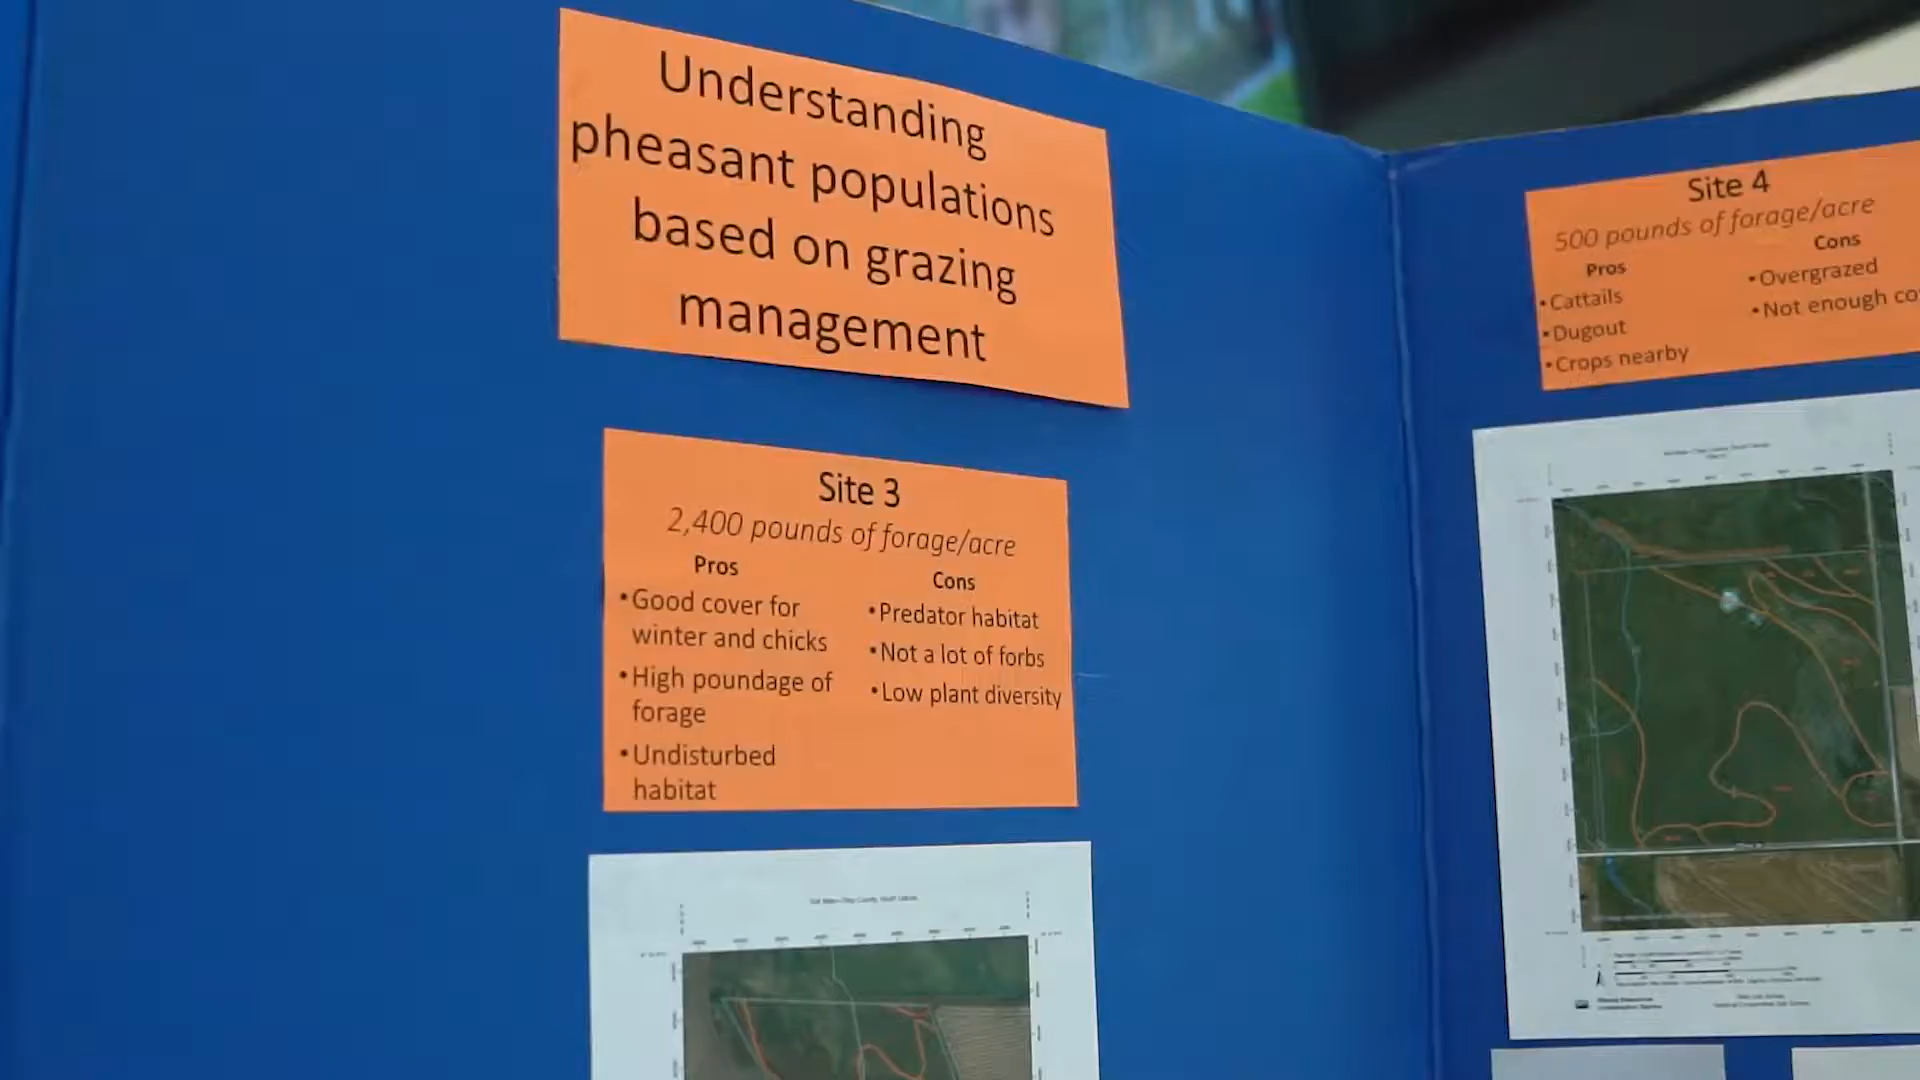 Understanding
pheasant populations
based on grazing
management
Site 3
2,400 pounds of forage/acre
Pros
•Good cover for
winter and chicks
•High poundage of
forage
•Undisturbed
habitat
Cons
•Predator habitat
•Not a lot of forbs
•Low plant diversity
Site 4
500 pounds of forage/acre
Pros
•Cattails
•Dugout
•Crops nearby
Cons
•Overgrazed
•Not enough